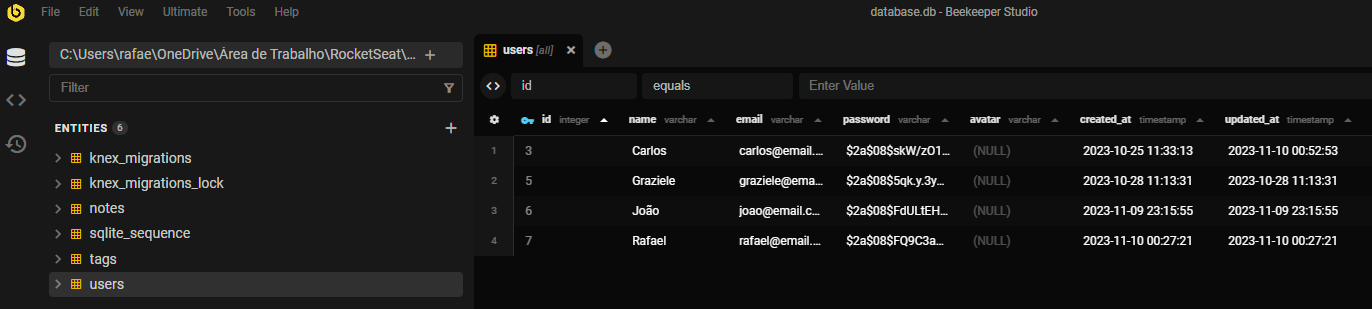 File Edit View Ultimate Tools Help
database.db - Beekeeper Studio
C:\Users\rafae\OneDrive\Área de Trabalho\RocketSeat\... +
Filter
ENTITIES 6 +
knex_migrations
knex_migrations_lock
notes
sqlite_sequence
tags
users
users [all]
id equals Enter Value
id integer name varchar email varchar password varchar avatar varchar created_at timestamp updated_at timestamp
1 3 Carlos carlos@email.... $2a$08$skW/zO1... (NULL) 2023-10-25 11:33:13 2023-11-10 00:52:53
2 5 Graziele graziele@ema... $2a$08$5qk.y.3y... (NULL) 2023-10-28 11:13:31 2023-10-28 11:13:31
3 6 João joao@email.c... $2a$08$FdULtEH... (NULL) 2023-11-09 23:15:55 2023-11-09 23:15:55
4 7 Rafael rafael@email.... $2a$08$FQ9C3a... (NULL) 2023-11-10 00:27:21 2023-11-10 00:27:21